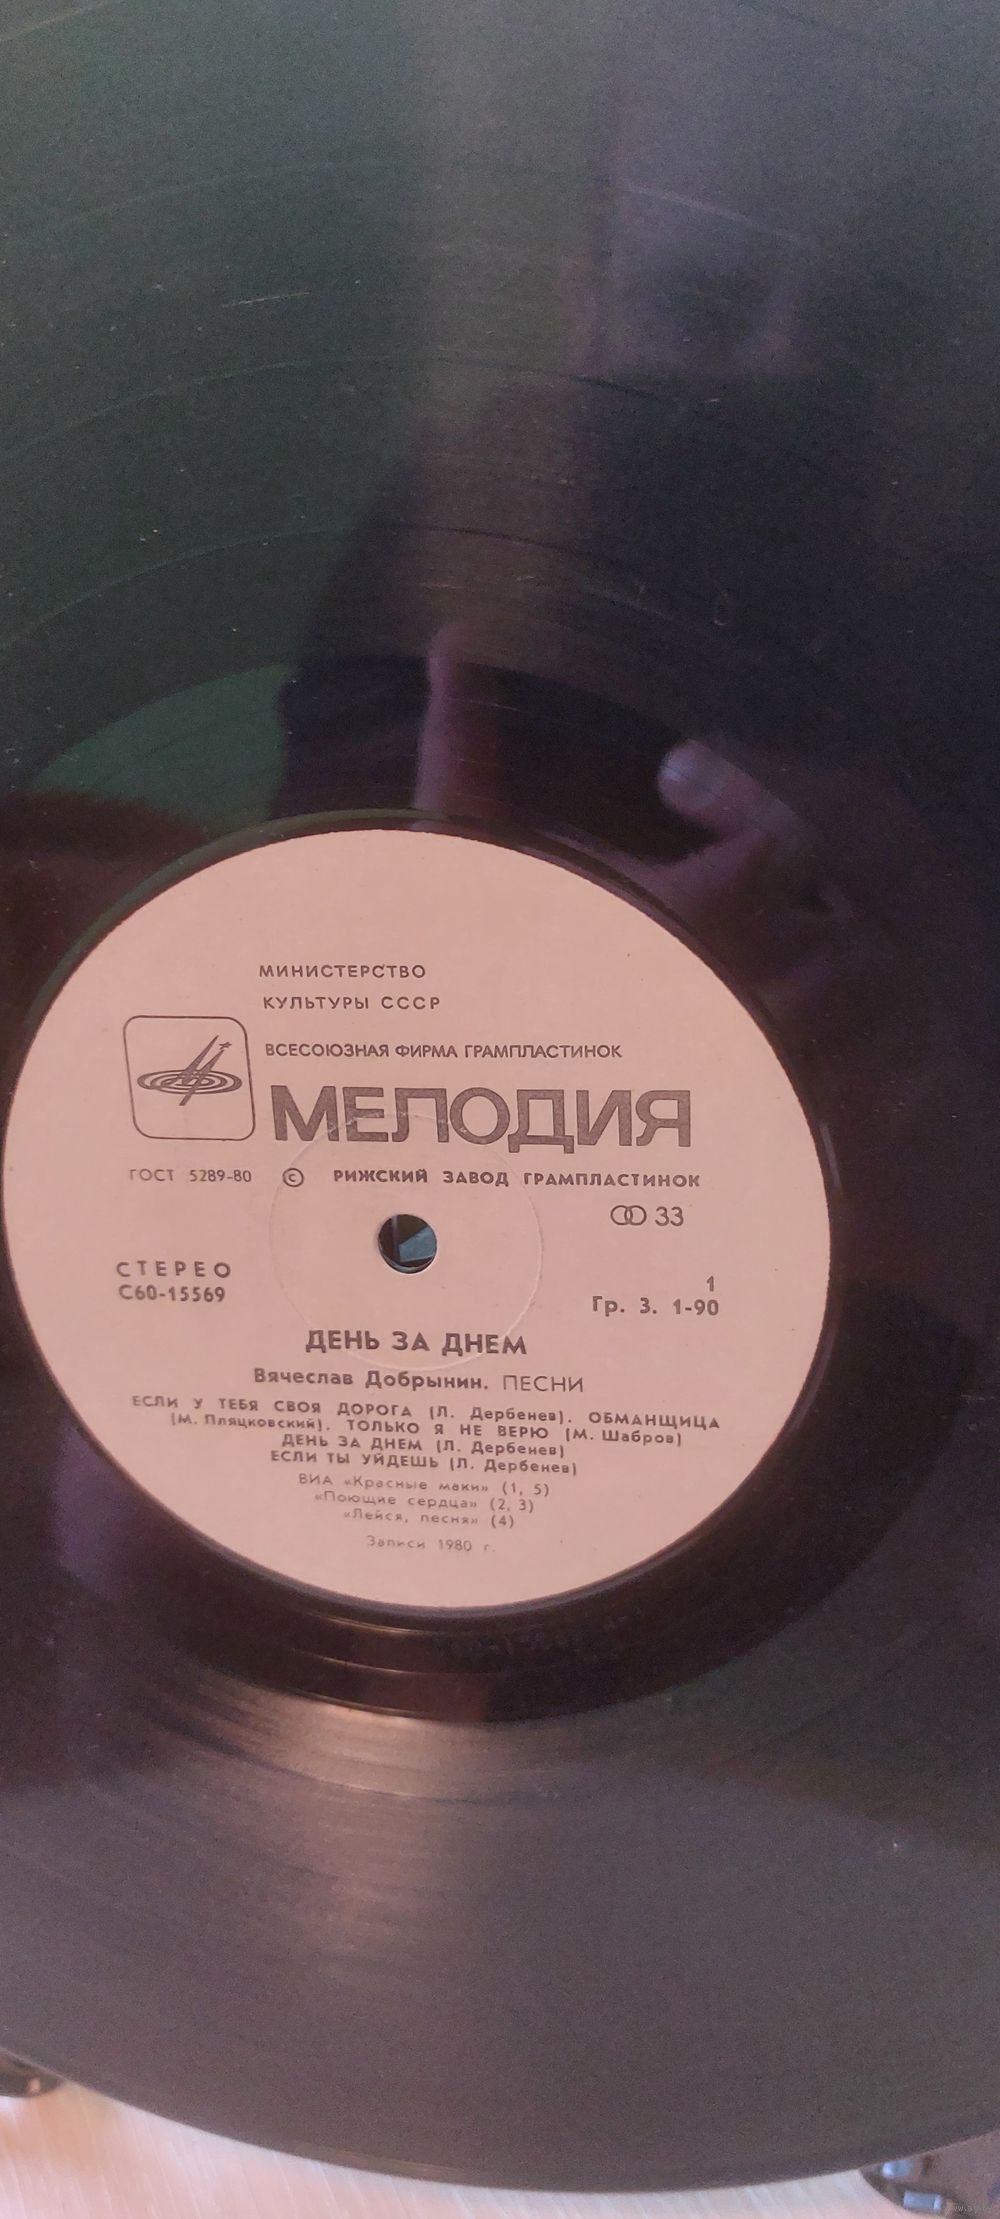 МИНИСТЕРСТВО
КУЛЬТУРЫ СССР
ВСЕСОЮЗНАЯ ФИРМА ГРАМПЛАСТИНОК
МЕЛОДИЯ
ГОСТ 5289-80 © РИЖСКИЙ ЗАВОД ГРАМПЛАСТИНОК
33
СТЕРЕО
С60-15569
1
Гр. 3. 1-90
ДЕНЬ ЗА ДНЕМ
Вячеслав Добрынин. ПЕСНИ
ЕСЛИ У ТЕБЯ СВОЯ ДОРОГА (Л. Дербенев). ОБМАНЩИЦА
(М. Пляцковский). ТОЛЬКО Я НЕ ВЕРЮ (М. Шабров)
ДЕНЬ ЗА ДНЕМ (Л. Дербенев)
ЕСЛИ ТЫ УЙДЕШЬ (Л. Дербенев)
ВИА «Красные маки» (1, 5)
«Поющие сердца» (2, 3)
«Лейся, песня» (4)
Записи 1980 г.